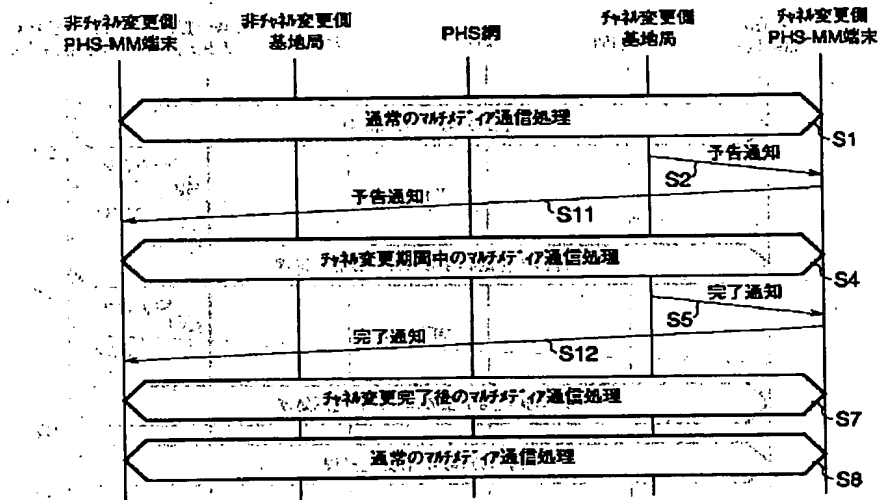 非ﾁｬﾈﾙ変更側
PHS-MM端末
非ﾁｬﾈﾙ変更側
基地局
PHS網
ﾁｬﾈﾙ変更側
基地局
ﾁｬﾈﾙ変更側
PHS-MM端末
通常のﾏﾙﾁﾒﾃﾞｨｱ通信処理
S1
予告通知
S2
予告通知
S11
ﾁｬﾈﾙ変更期間中のﾏﾙﾁﾒﾃﾞｨｱ通信処理
S4
完了通知
S5
完了通知
S12
ﾁｬﾈﾙ変更完了後のﾏﾙﾁﾒﾃﾞｨｱ通信処理
S7
通常のﾏﾙﾁﾒﾃﾞｨｱ通信処理
S8